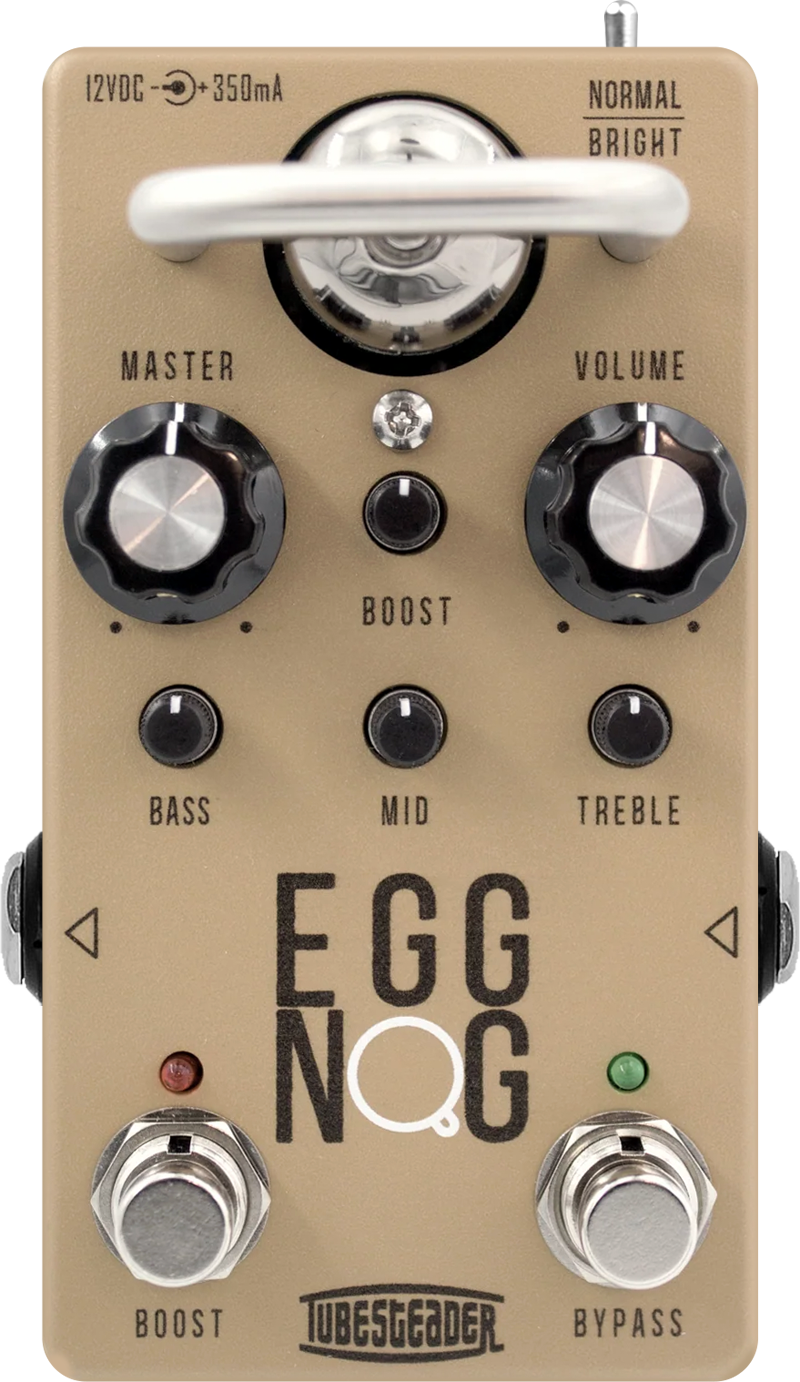 12VDC -+ 350mA
NORMAL
BRIGHT
MASTER
VOLUME
BOOST
BASS
MID
TREBLE
EGG
NOG
BOOST
BYPASS
TUBESTEADER